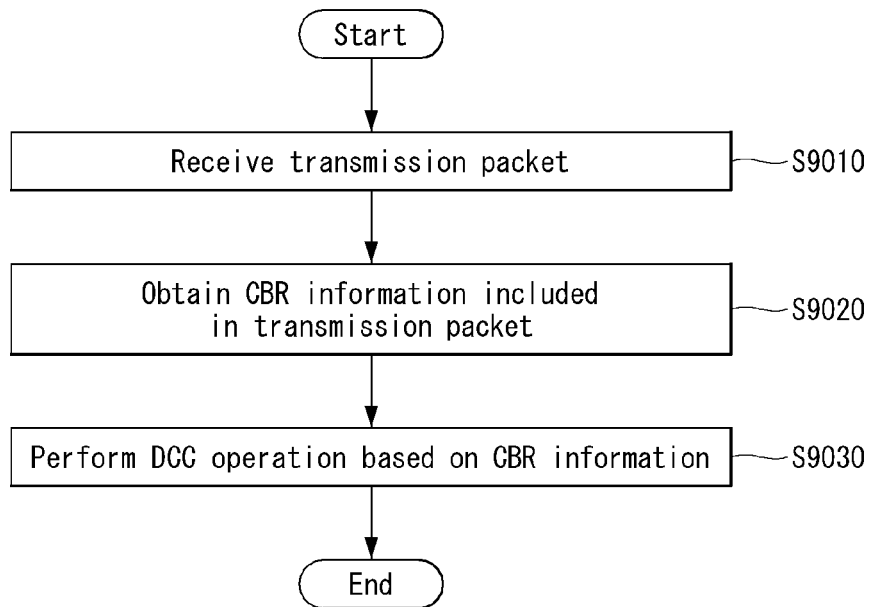 Start
Receive transmission packet
S9010
Obtain CBR information included
in transmission packet
S9020
Perform DCC operation based on CBR information
S9030
End